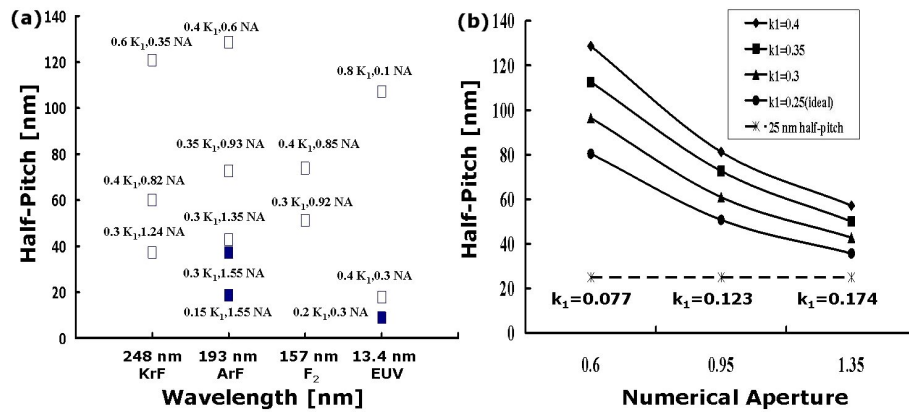 (a)
Half-Pitch [nm]
140
120
100
80
60
40
20
0
0.6 K1,0.35 NA
0.4 K1,0.6 NA
0.8 K1,0.1 NA
0.35 K1,0.93 NA
0.4 K1,0.85 NA
0.4 K1,0.82 NA
0.3 K1,0.92 NA
0.3 K1,1.24 NA
0.3 K1,1.35 NA
0.3 K1,1.55 NA
0.4 K1,0.3 NA
0.15 K1,1.55 NA
0.2 K1,0.3 NA
248 nm 193 nm 157 nm 13.4 nm
KrF ArF F2 EUV
Wavelength [nm]
(b)
Half-Pitch [nm]
140
120
100
80
60
40
20
0
k1=0.4
k1=0.35
k1=0.3
k1=0.25(ideal)
25 nm half-pitch
k1=0.077 k1=0.123 k1=0.174
0.6 0.95 1.35
Numerical Aperture